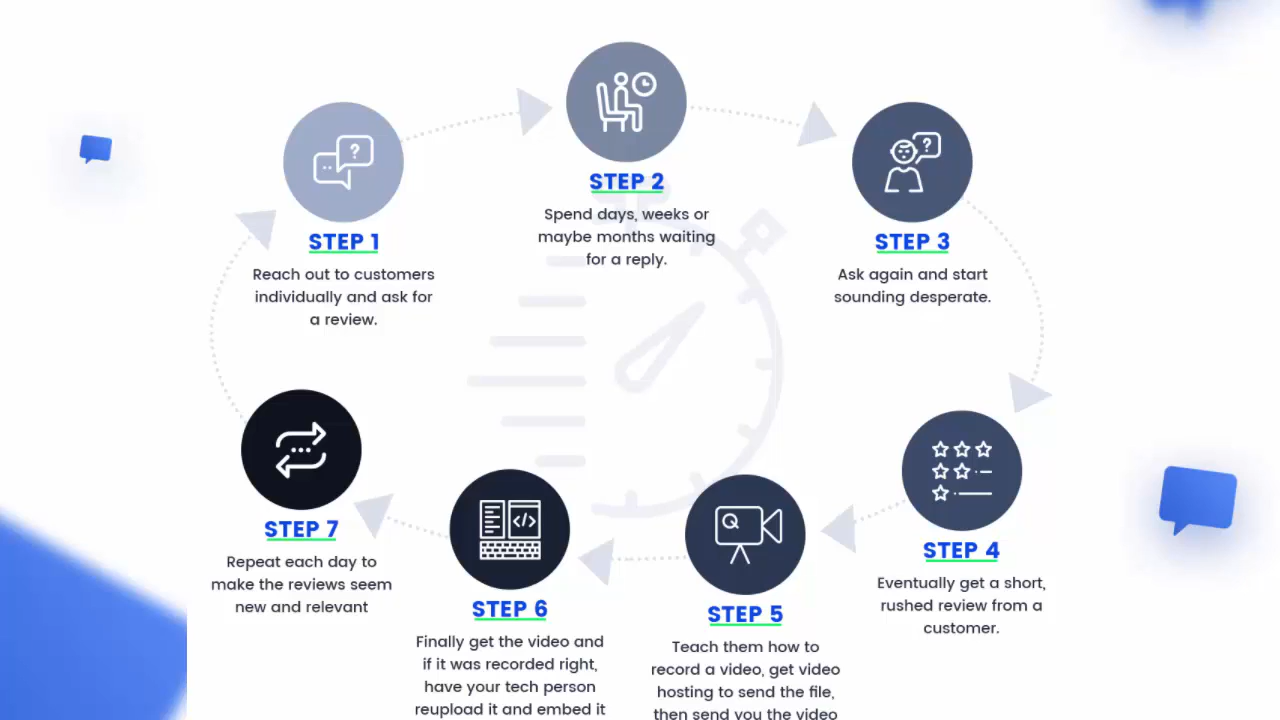 STEP 1
Reach out to customers
individually and ask for
a review.
STEP 2
Spend days, weeks or
maybe months waiting
for a reply.
STEP 3
Ask again and start
sounding desperate.
STEP 4
Eventually get a short,
rushed review from a
customer.
STEP 5
Teach them how to
record a video, get video
hosting to send the file,
then send you the video
STEP 6
Finally get the video and
if it was recorded right,
have your tech person
reupload it and embed it
STEP 7
Repeat each day to
make the reviews seem
new and relevant